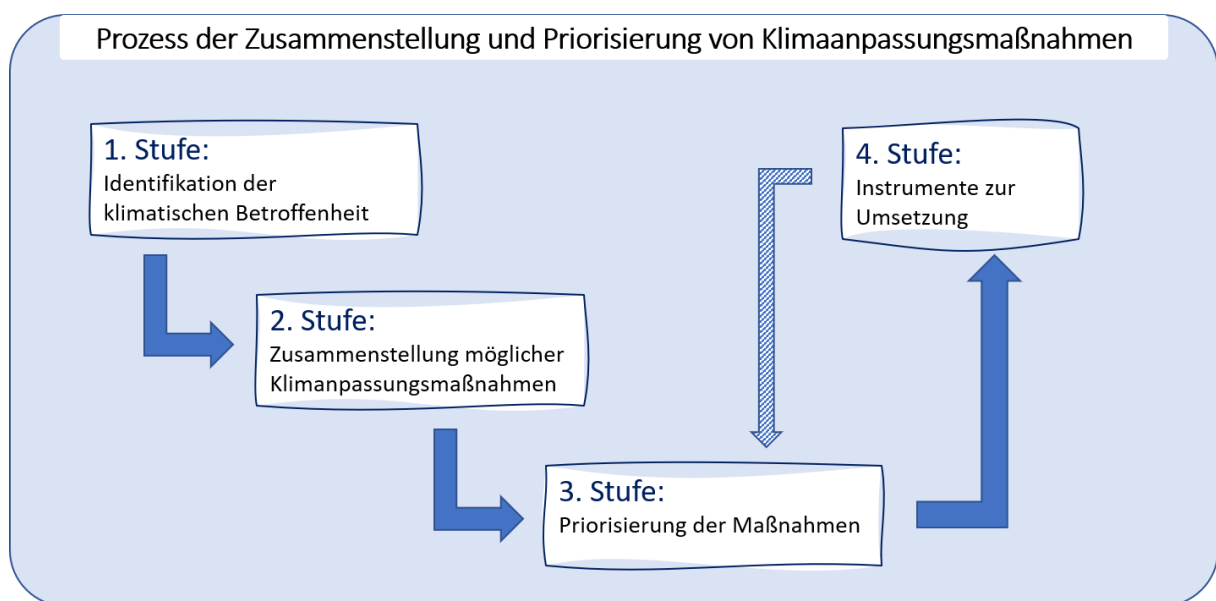 Prozess der Zusammenstellung und Priorisierung von Klimaanpassungsmaßnahmen
1. Stufe:
Identifikation der
klimatischen Betroffenheit
2. Stufe:
Zusammenstellung möglicher
Klimanpassungsmaßnahmen
3. Stufe:
Priorisierung der Maßnahmen
4. Stufe:
Instrumente zur
Umsetzung